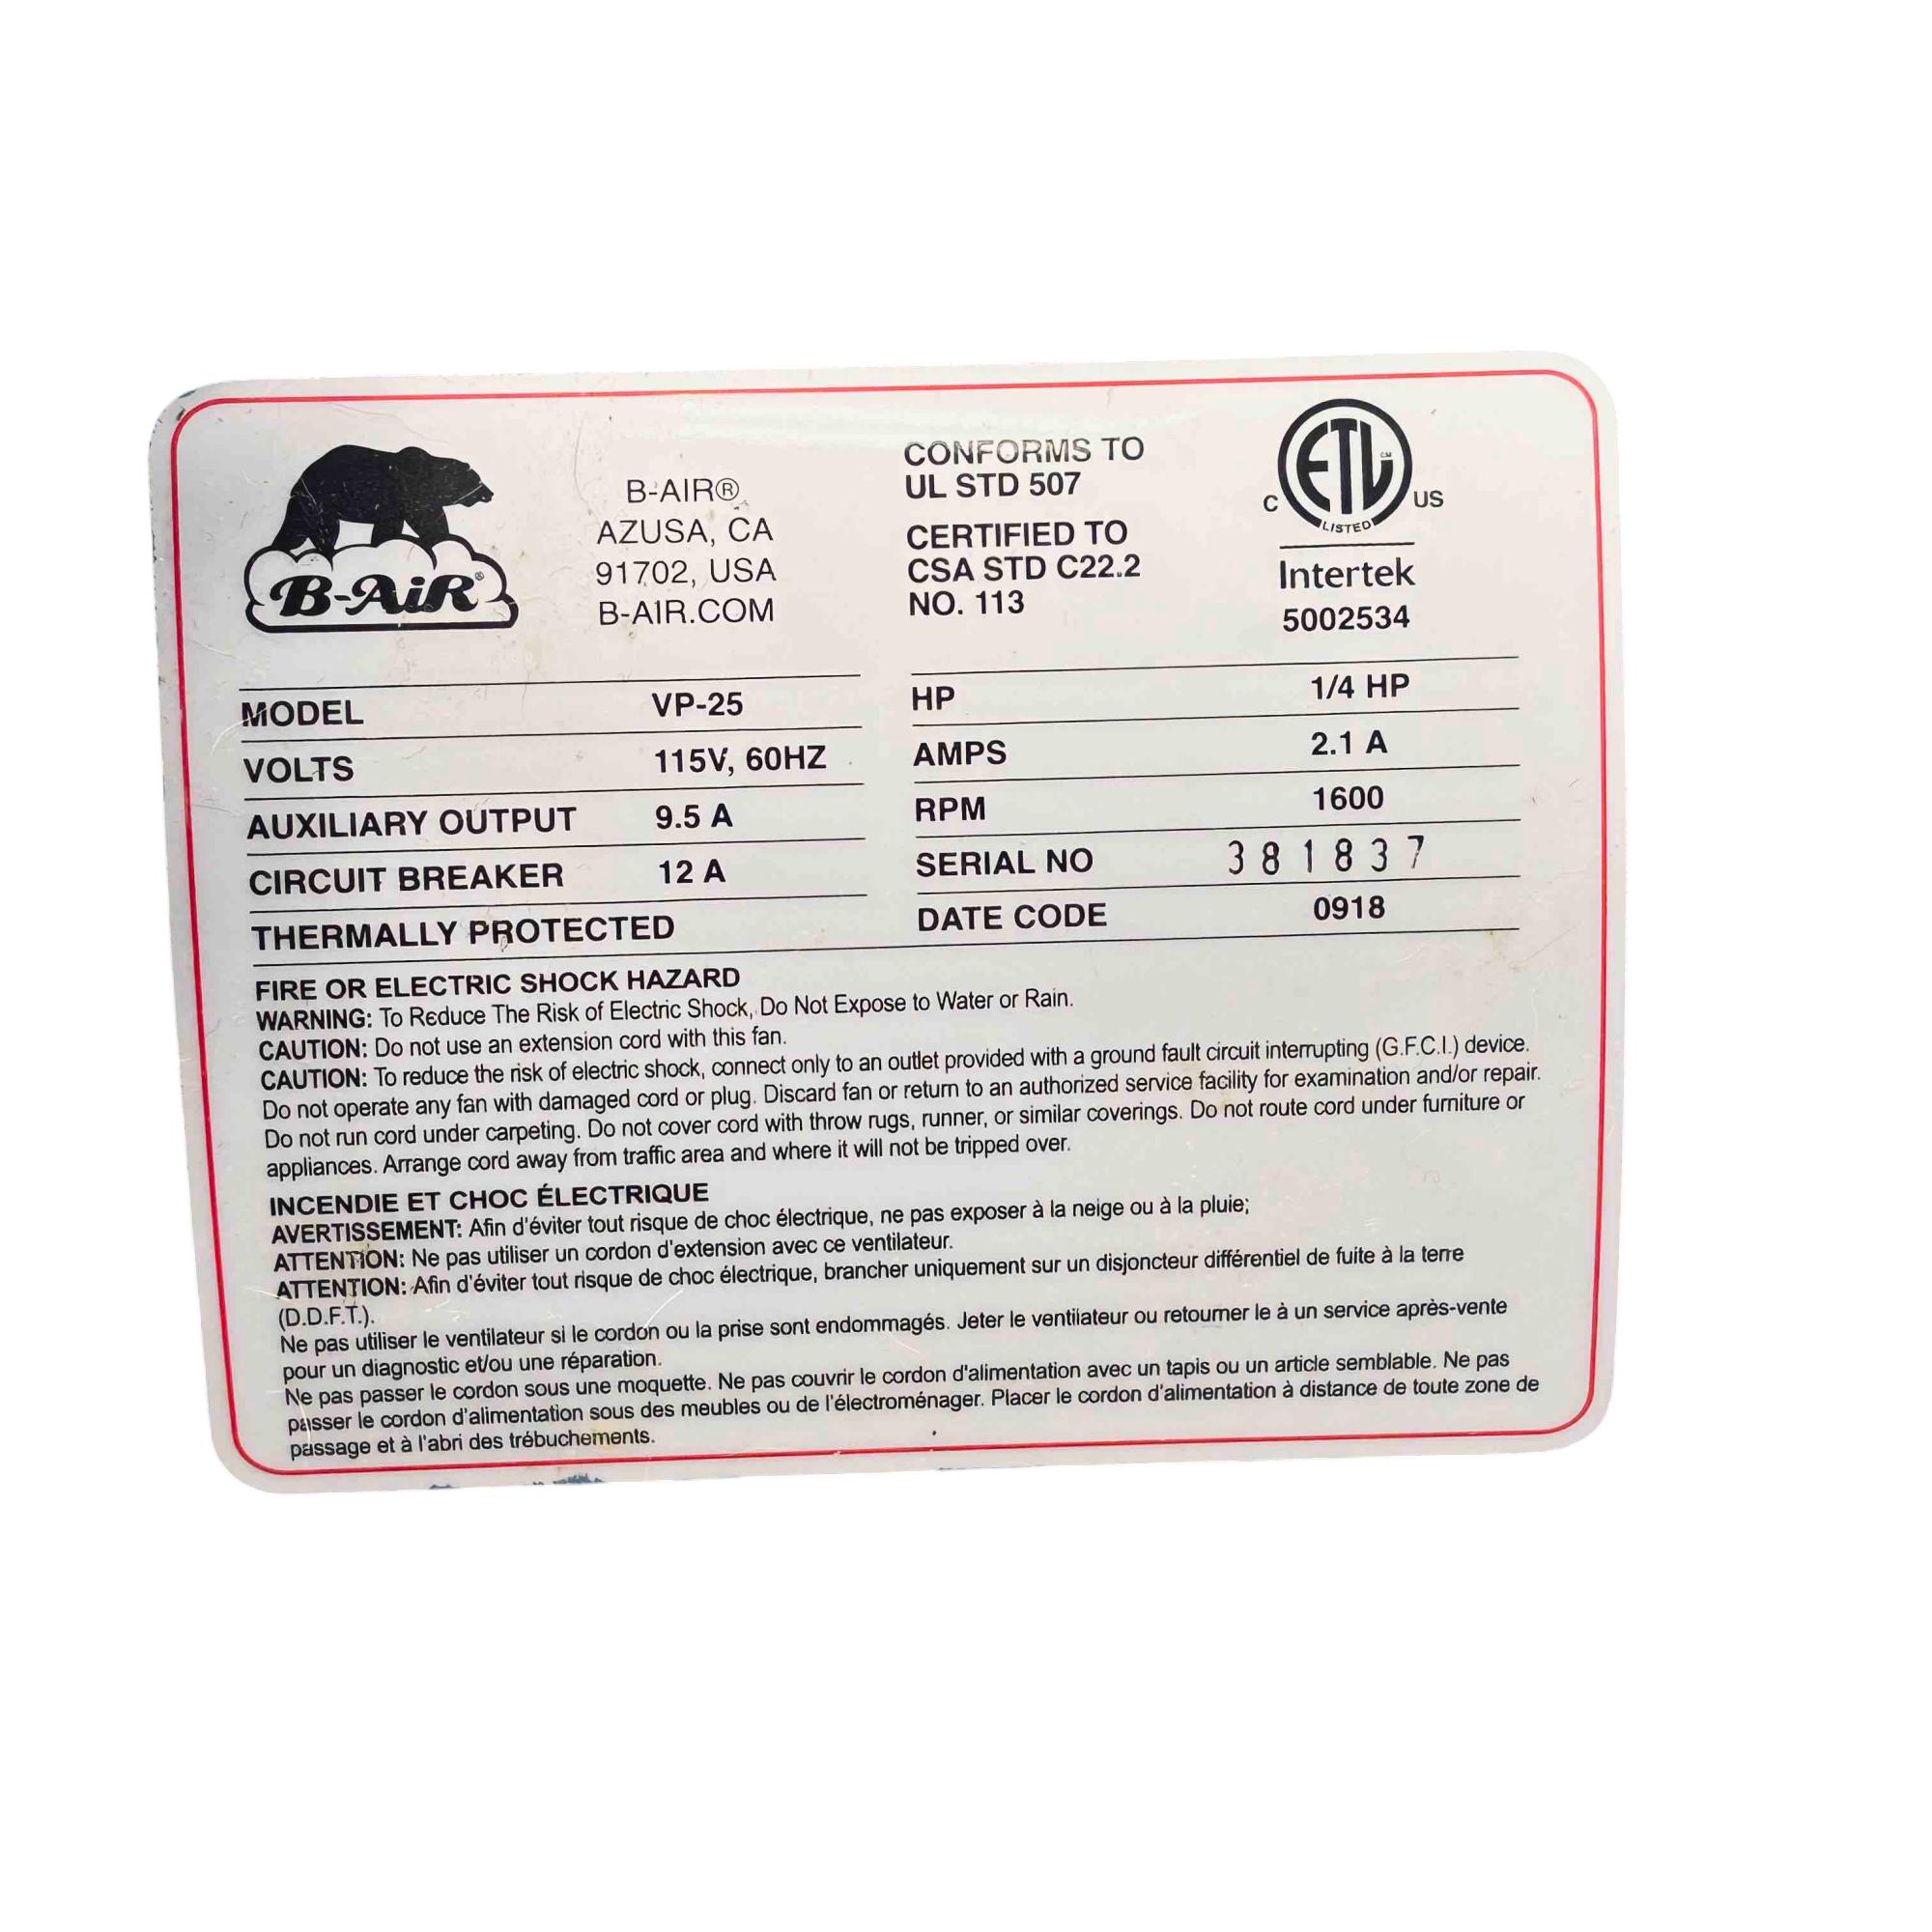 B-AiR®
B-AIR®
AZUSA, CA
91702, USA
B-AIR.COM
CONFORMS TO
UL STD 507
CERTIFIED TO
CSA STD C22.2
NO. 113
ETL CM
C US
LISTED
Intertek
5002534
MODEL VP-25
VOLTS 115V, 60HZ
AUXILIARY OUTPUT 9.5 A
CIRCUIT BREAKER 12 A
THERMALLY PROTECTED
HP 1/4 HP
AMPS 2.1 A
RPM 1600
SERIAL NO 381837
DATE CODE 0918
FIRE OR ELECTRIC SHOCK HAZARD
WARNING: To Reduce The Risk of Electric Shock, Do Not Expose to Water or Rain.
CAUTION: Do not use an extension cord with this fan.
CAUTION: To reduce the risk of electric shock, connect only to an outlet provided with a ground fault circuit interrupting (G.F.C.I.) device.
Do not operate any fan with damaged cord or plug. Discard fan or return to an authorized service facility for examination and/or repair.
Do not run cord under carpeting. Do not cover cord with throw rugs, runner, or similar coverings. Do not route cord under furniture or
appliances. Arrange cord away from traffic area and where it will not be tripped over.
INCENDIE ET CHOC ÉLECTRIQUE
AVERTISSEMENT: Afin d'éviter tout risque de choc électrique, ne pas exposer à la neige ou à la pluie;
ATTENTION: Ne pas utiliser un cordon d'extension avec ce ventilateur.
ATTENTION: Afin d'éviter tout risque de choc électrique, brancher uniquement sur un disjoncteur différentiel de fuite à la terre
(D.D.F.T.).
Ne pas utiliser le ventilateur si le cordon ou la prise sont endommagés. Jeter le ventilateur ou retourner le à un service après-vente
pour un diagnostic et/ou une réparation.
Ne pas passer le cordon sous une moquette. Ne pas couvrir le cordon d'alimentation avec un tapis ou un article semblable. Ne pas
passer le cordon d'alimentation sous des meubles ou de l'électroménager. Placer le cordon d'alimentation à distance de toute zone de
passage et à l'abri des trébuchements.